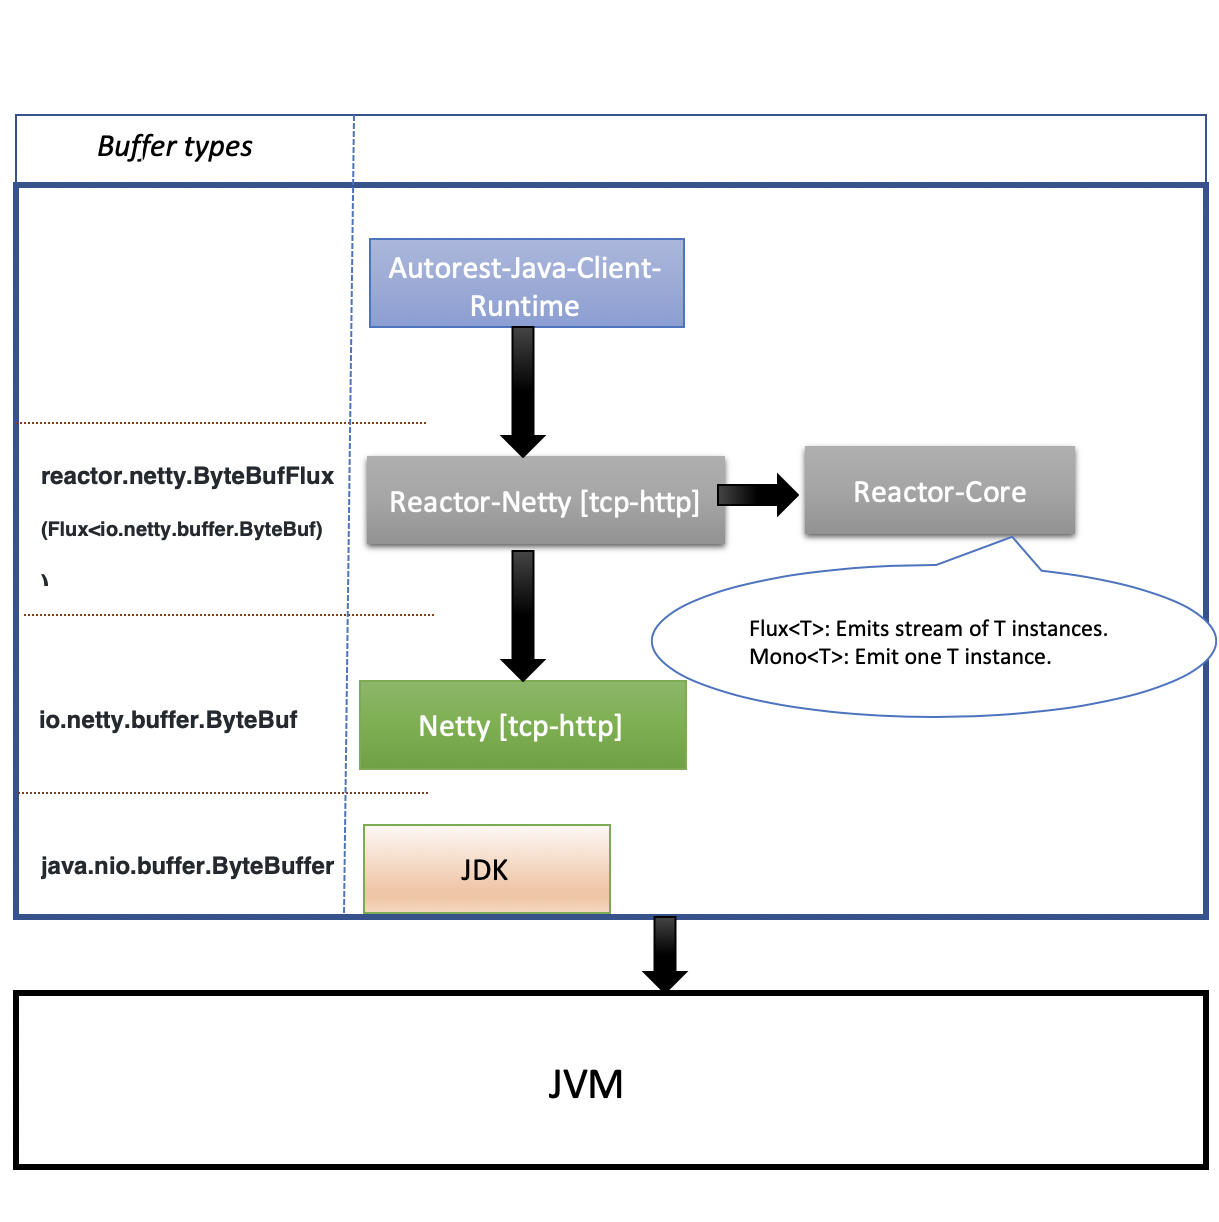 Buffer types
Autorest-Java-Client-
Runtime
reactor.netty.ByteBufFlux
(Flux<io.netty.buffer.ByteBuf)
)
Reactor-Netty [tcp-http]
Reactor-Core
Flux<T>: Emits stream of T instances.
Mono<T>: Emit one T instance.
io.netty.buffer.ByteBuf
Netty [tcp-http]
java.nio.buffer.ByteBuffer
JDK
JVM